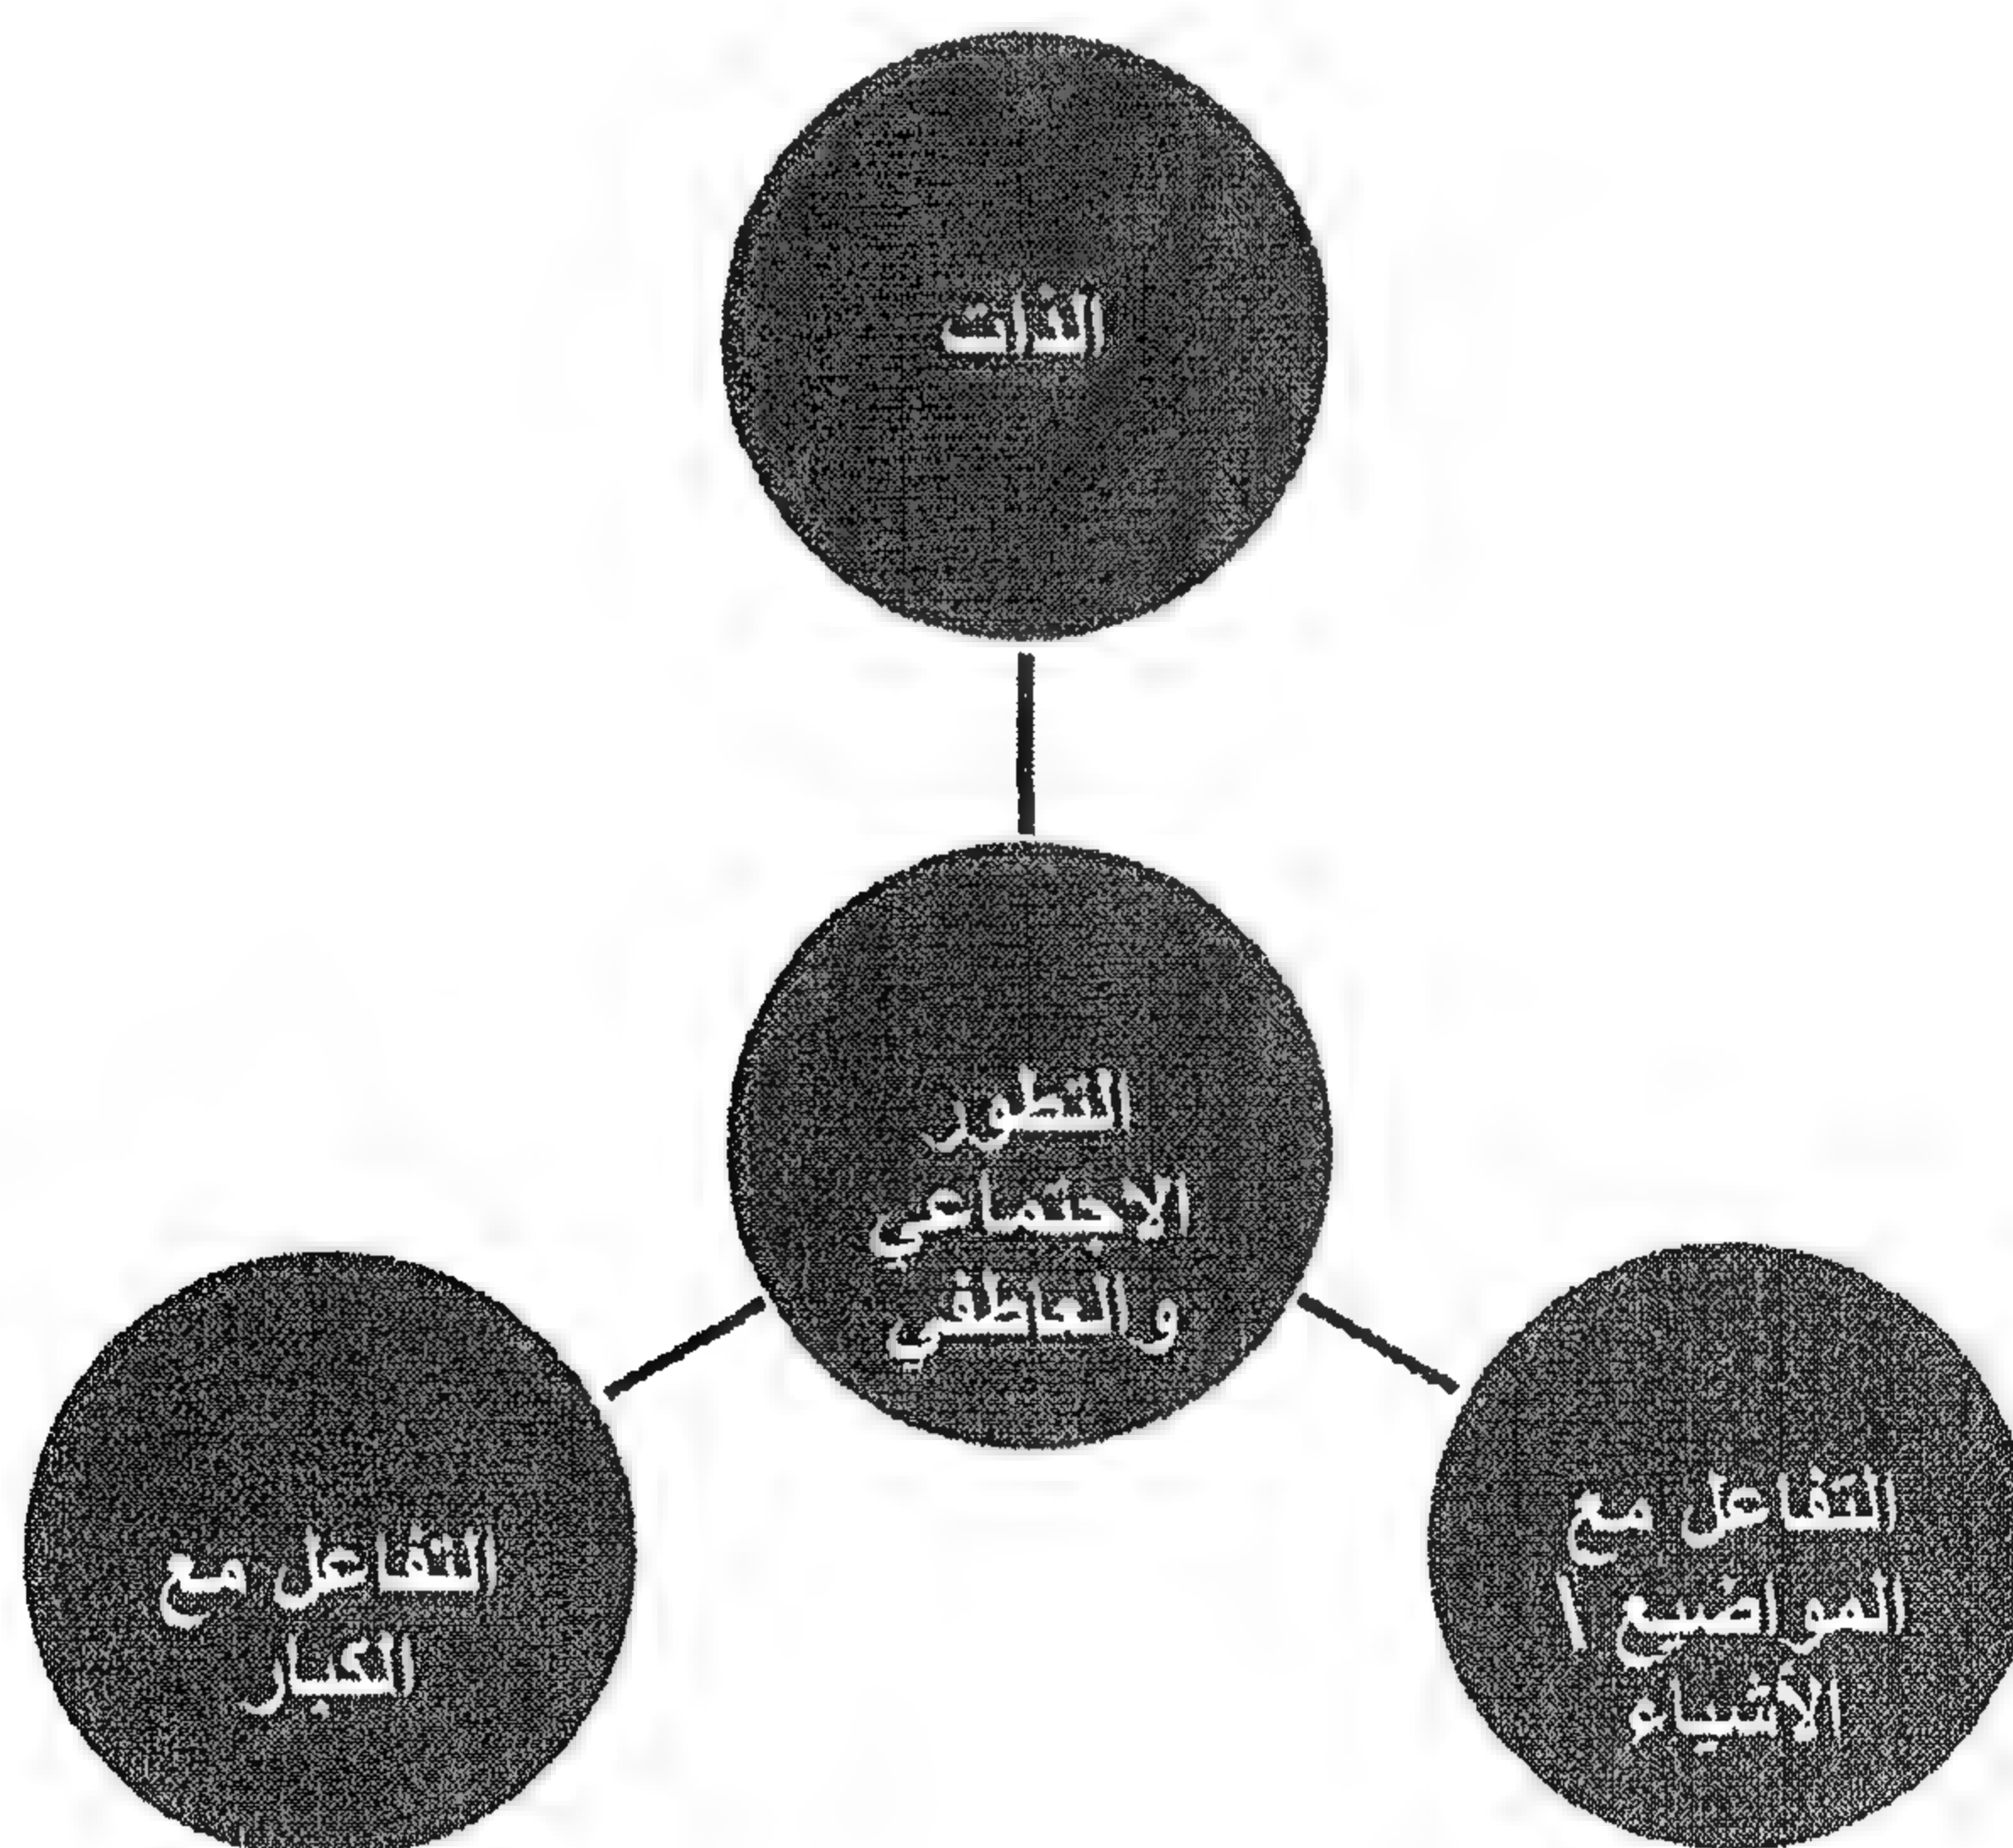 الذات
التطور
الاجتماعي
والعاطفي
التفاعل مع
المواضيع \
الأشياء
التفاعل مع
الكبار